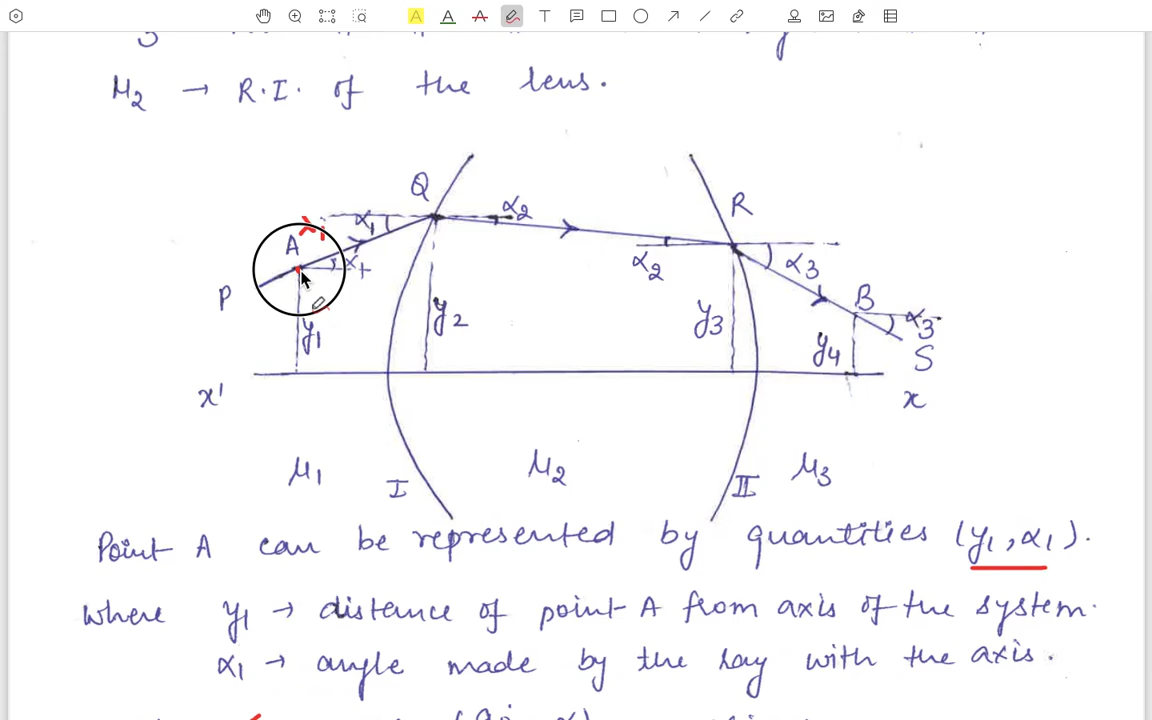 μ2 → R.I. of the lens.
Q
α2
R
α1
A
α1
α2
α3
P
B
α3
y1
y2
y3
y4
S
x'
x
μ1
I
μ2
II
μ3
Point A can be represented by quantities (y1, α1).
where y1 → distance of point A from axis of the system.
α1 → angle made by the ray with the axis.